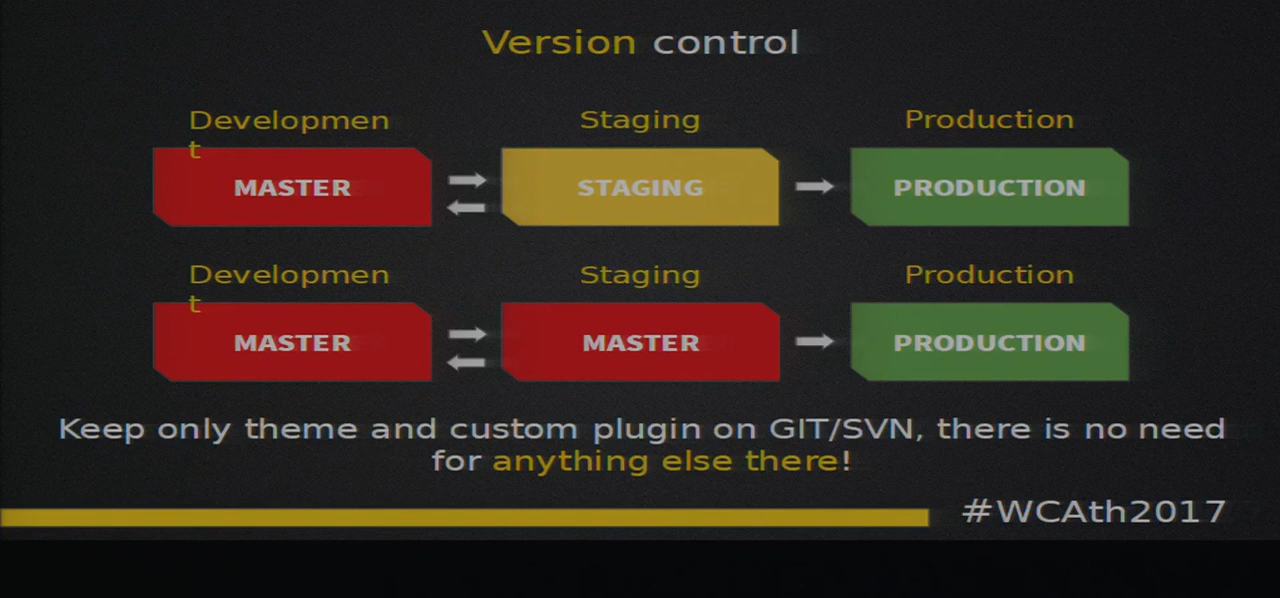 Version control
Developmen
t
Staging
Production
MASTER
STAGING
PRODUCTION
Developmen
t
Staging
Production
MASTER
MASTER
PRODUCTION
Keep only theme and custom plugin on GIT/SVN, there is no need
for anything else there!
#WCAth2017